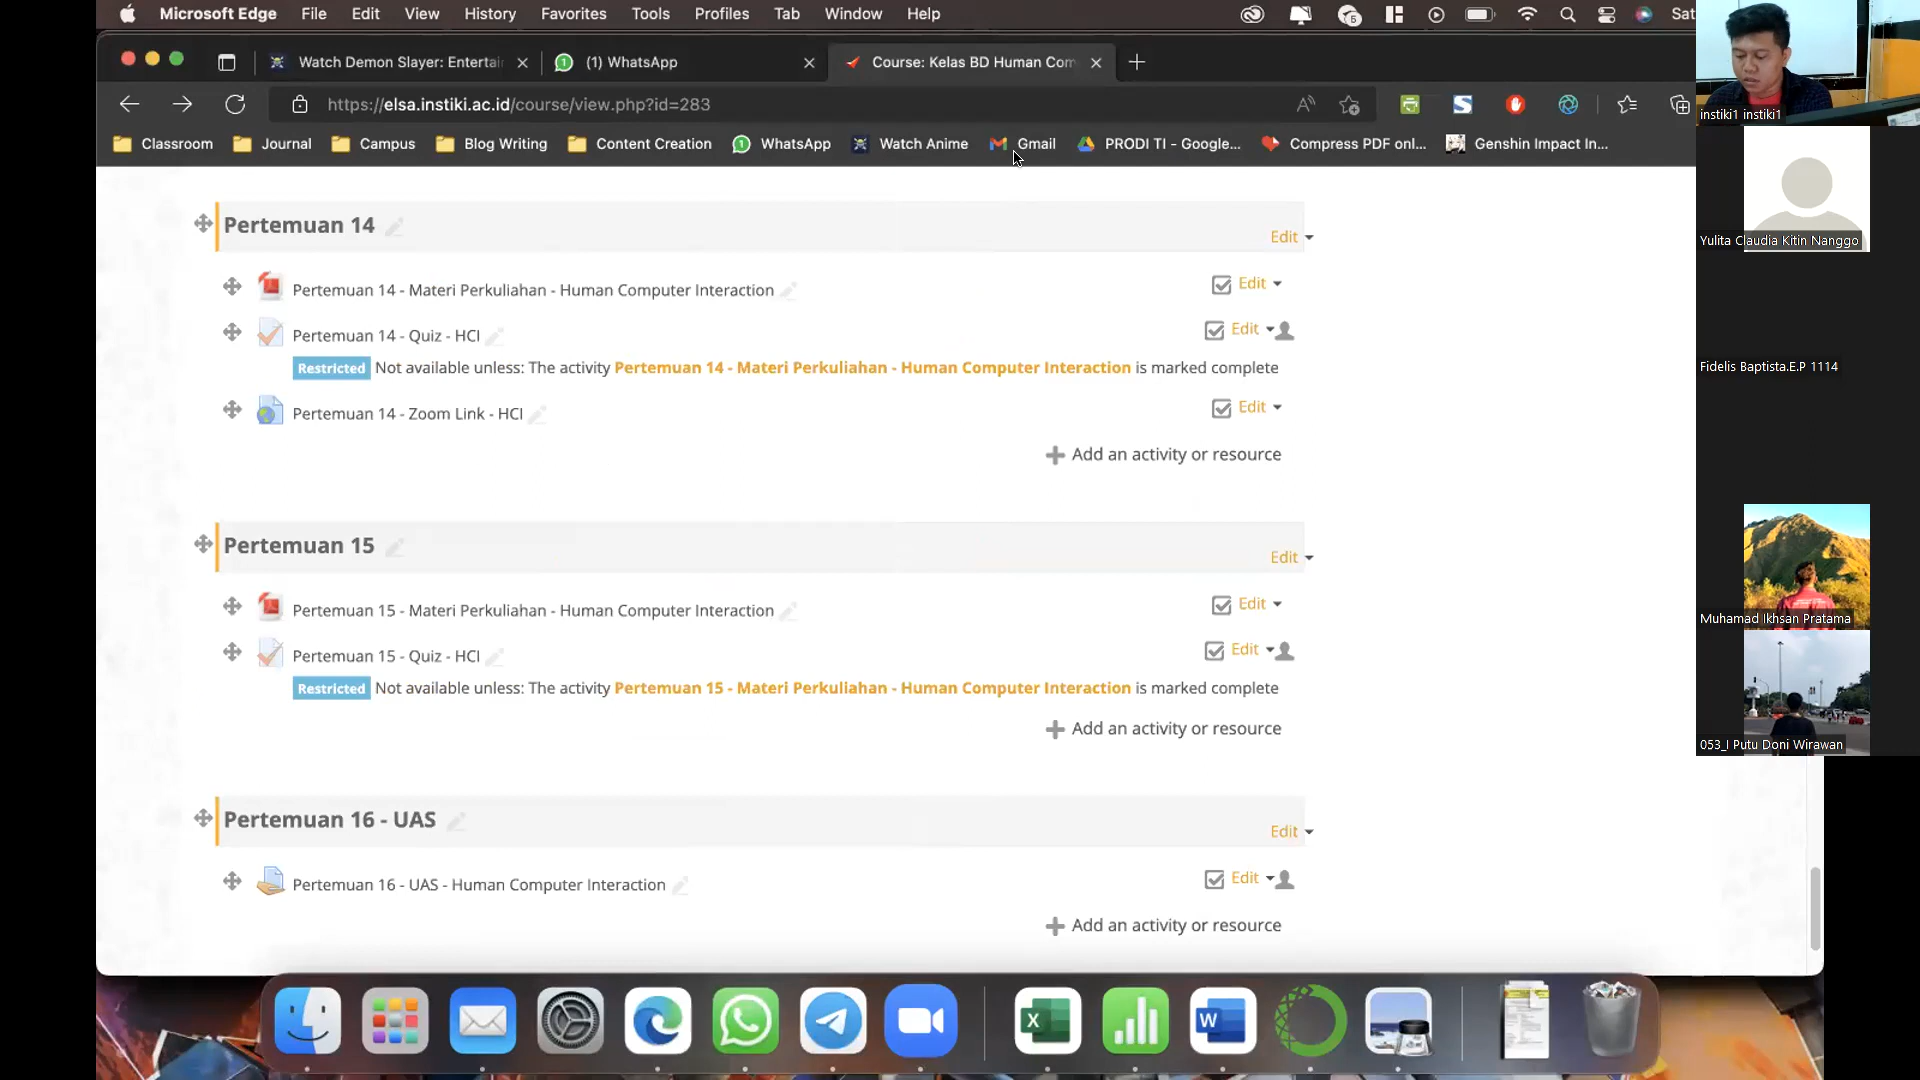 Microsoft Edge File Edit View History Favorites Tools Profiles Tab Window Help 5 Sat
Watch Demon Slayer: Entertai
(1) WhatsApp
Course: Kelas BD Human Com
https://elsa.instiki.ac.id/course/view.php?id=283
Classroom Journal Campus Blog Writing Content Creation WhatsApp Watch Anime Gmail PRODI TI - Google... Compress PDF onl... Genshin Impact In...
Pertemuan 14
Edit
Pertemuan 14 - Materi Perkuliahan - Human Computer Interaction
Edit
Pertemuan 14 - Quiz - HCI
Edit
Restricted Not available unless: The activity Pertemuan 14 - Materi Perkuliahan - Human Computer Interaction is marked complete
Pertemuan 14 - Zoom Link - HCI
Edit
Add an activity or resource
Pertemuan 15
Edit
Pertemuan 15 - Materi Perkuliahan - Human Computer Interaction
Edit
Pertemuan 15 - Quiz - HCI
Edit
Restricted Not available unless: The activity Pertemuan 15 - Materi Perkuliahan - Human Computer Interaction is marked complete
Add an activity or resource
Pertemuan 16 - UAS
Edit
Pertemuan 16 - UAS - Human Computer Interaction
Edit
Add an activity or resource
instiki1 instiki1
Yulita Claudia Kitin Nanggo
Fidelis Baptista.E.P 1114
Muhamad Ikhsan Pratama
053_I Putu Doni Wirawan